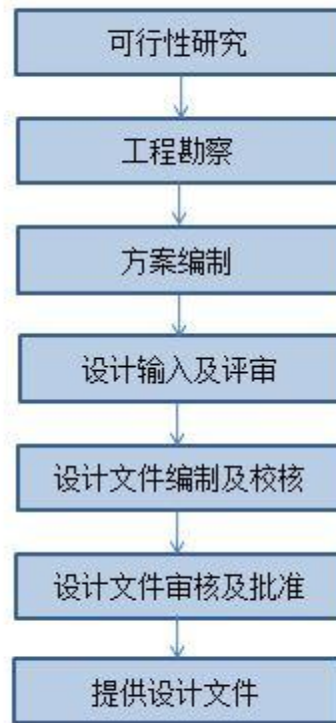 可行性研究
工程勘察
方案编制
设计输入及评审
设计文件编制及校核
设计文件审核及批准
提供设计文件